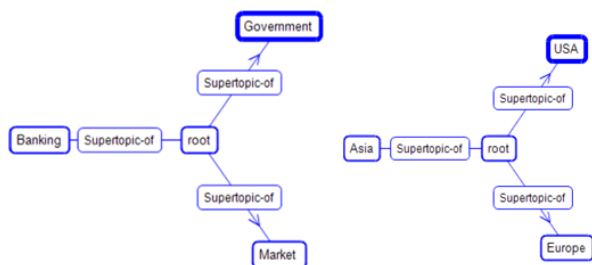 Government
Supertopic-of
Banking
Supertopic-of
root
Supertopic-of
Market
USA
Supertopic-of
Asia
Supertopic-of
root
Supertopic-of
Europe